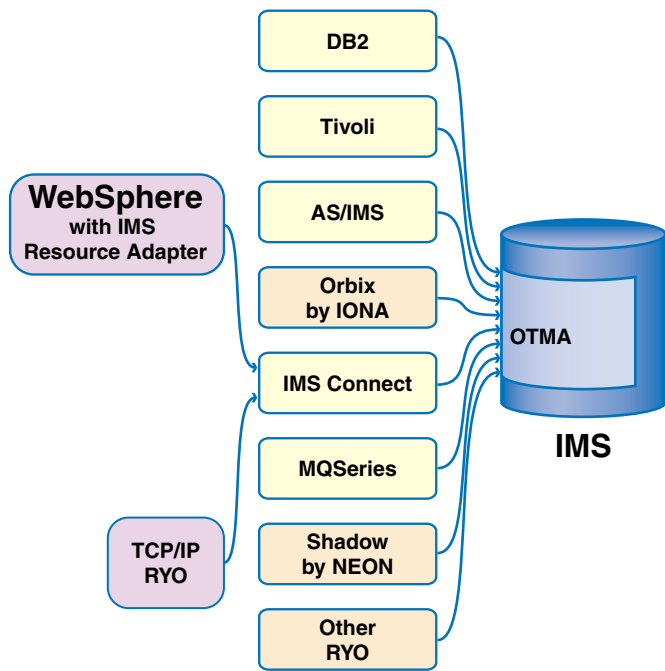 DB2
Tivoli
WebSphere
with IMS
Resource Adapter
AS/IMS
Orbix
by IONA
OTMA
IMS Connect
IMS
MQSeries
TCP/IP
RYO
Shadow
by NEON
Other
RYO